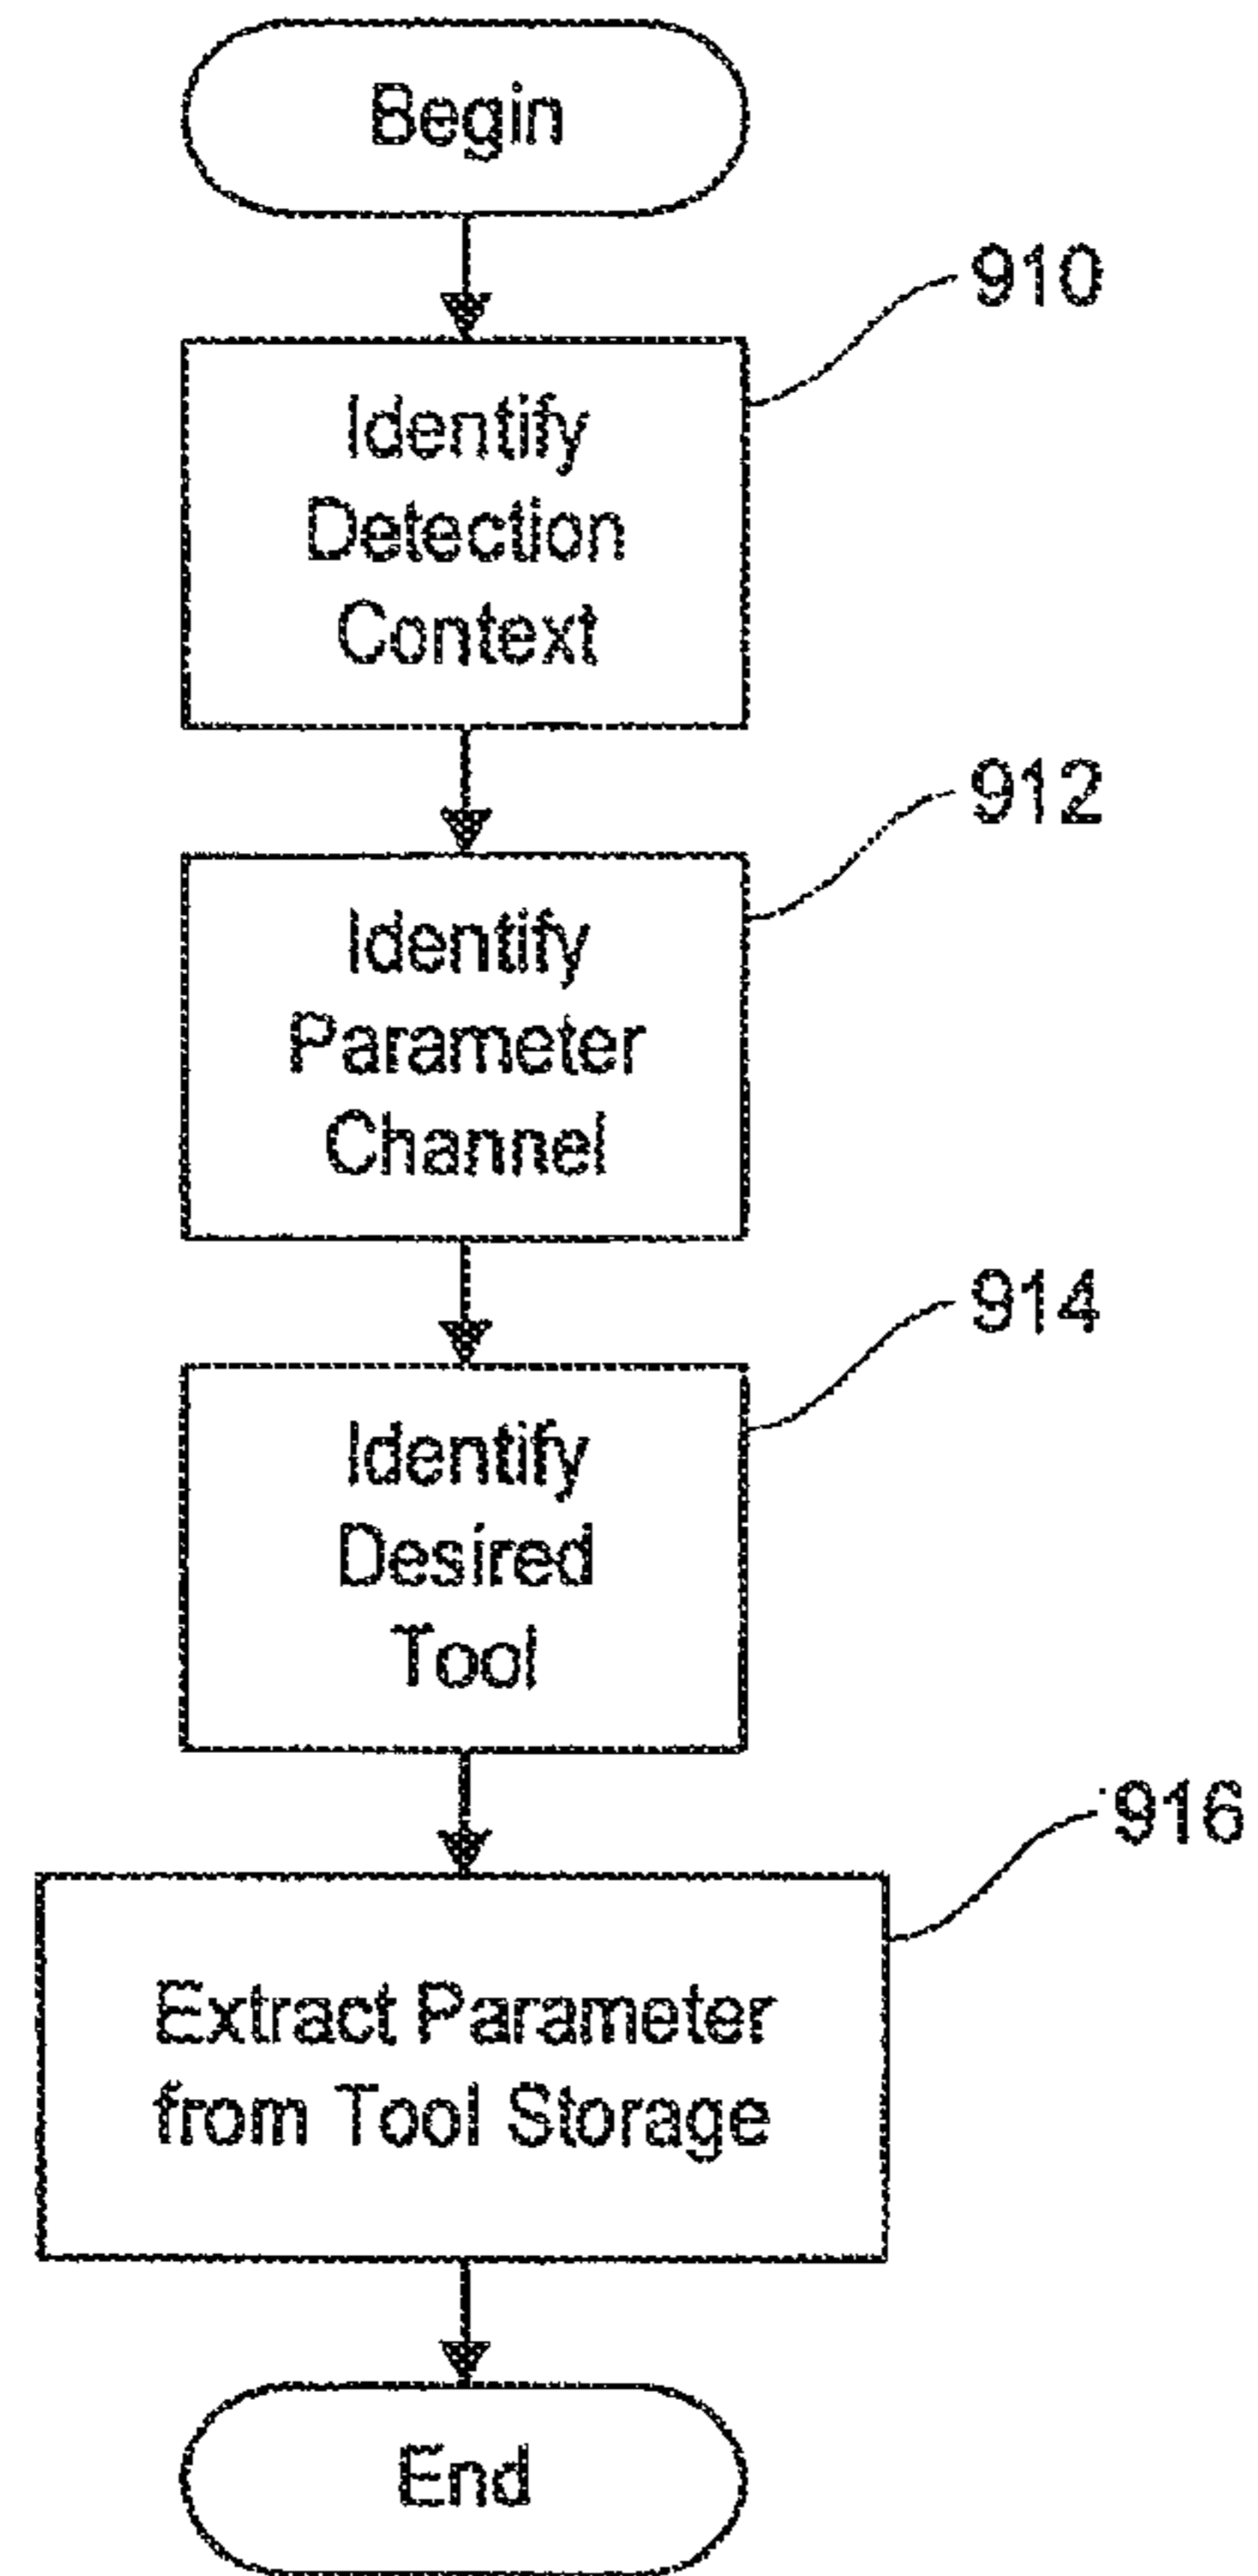 Begin
910
Identify
Detection
Context
912
Identify
Parameter
Channel
914
Identify
Desired
Tool
916
Extract Parameter
from Tool Storage
End